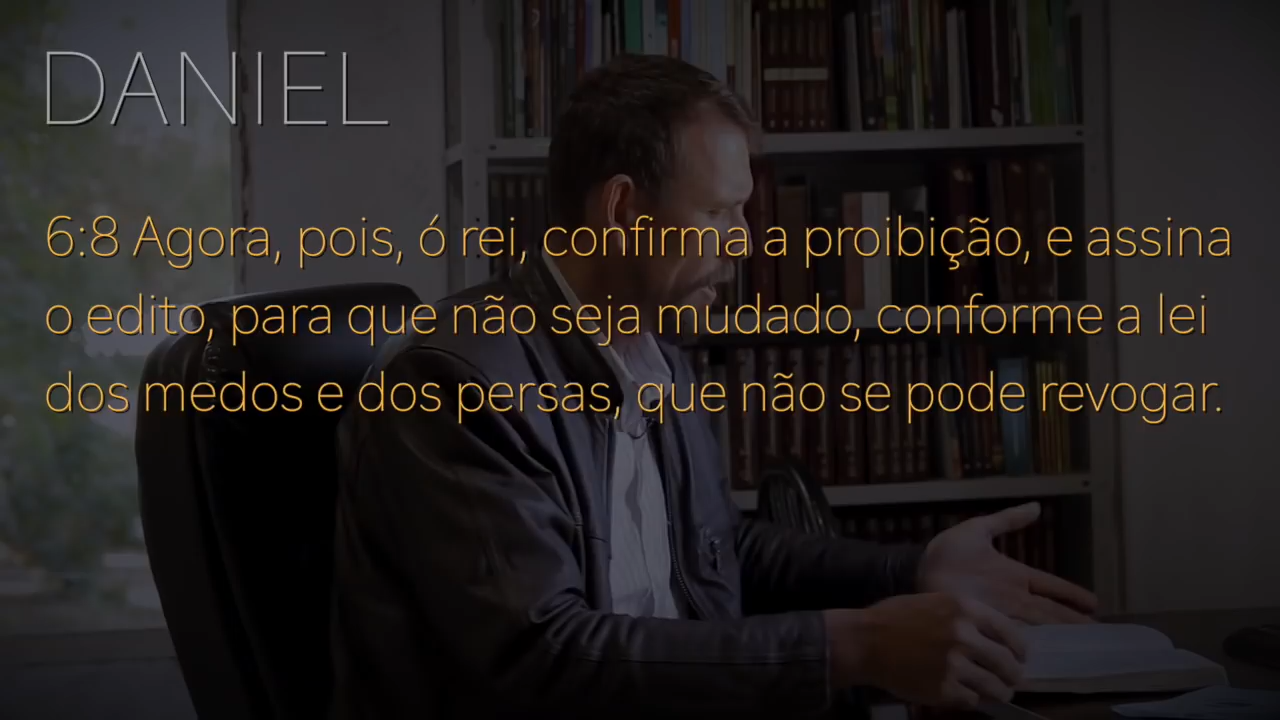 DANIEL
6:8 Agora, pois, ó rei, confirma a proibição, e assina
o edito, para que não seja mudado, conforme a lei
dos medos e dos persas, que não se pode revogar.